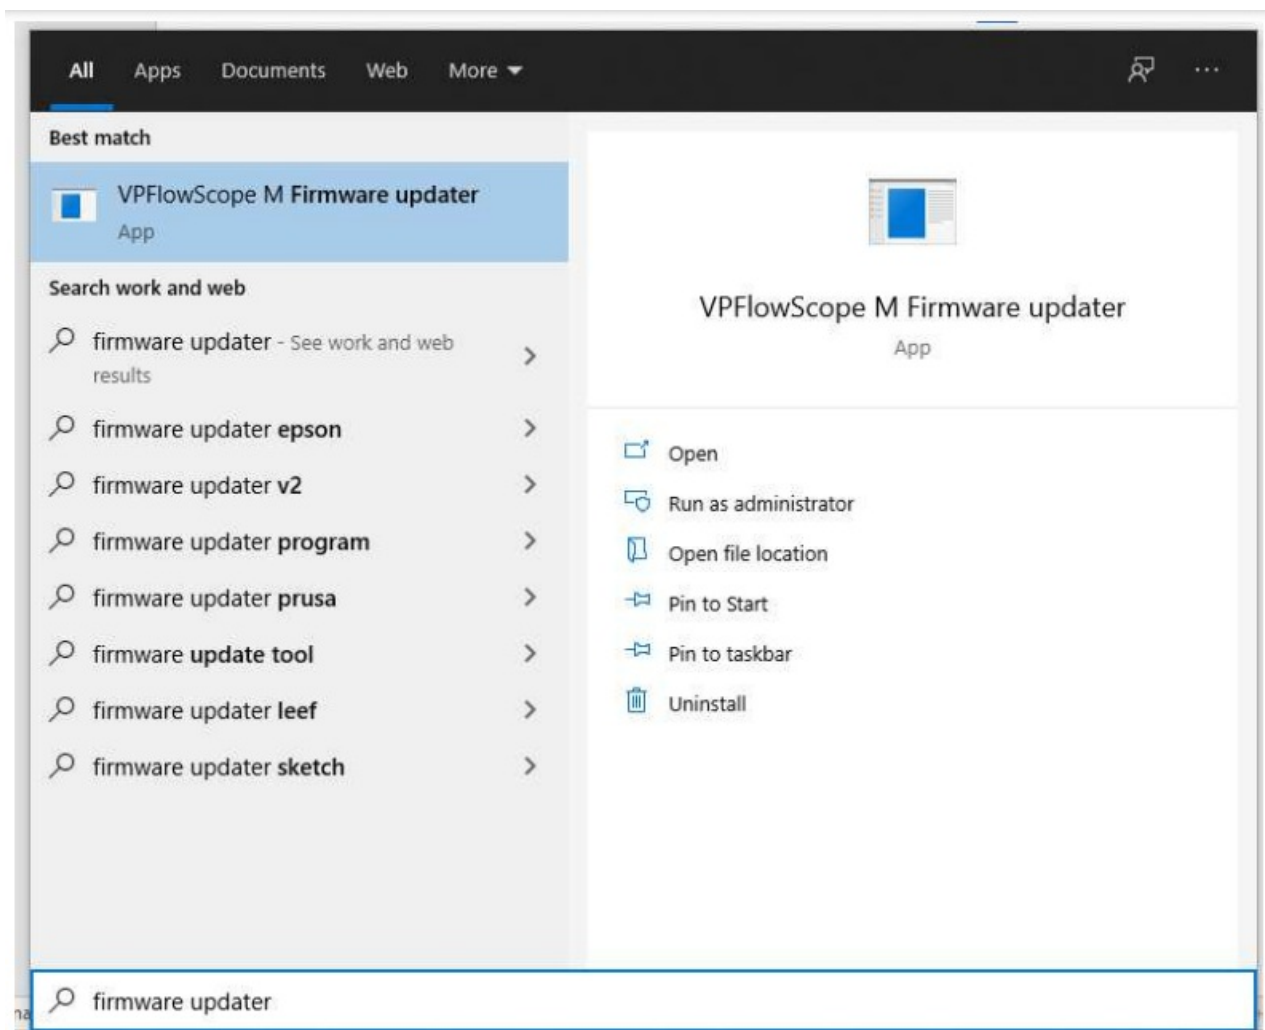 All Apps Documents Web More
Best match
VPFlowScope M Firmware updater
App
Search work and web
firmware updater - See work and web
results
firmware updater epson
firmware updater v2
firmware updater program
firmware updater prusa
firmware update tool
firmware updater leef
firmware updater sketch
VPFlowScope M Firmware updater
App
Open
Run as administrator
Open file location
Pin to Start
Pin to taskbar
Uninstall
firmware updater